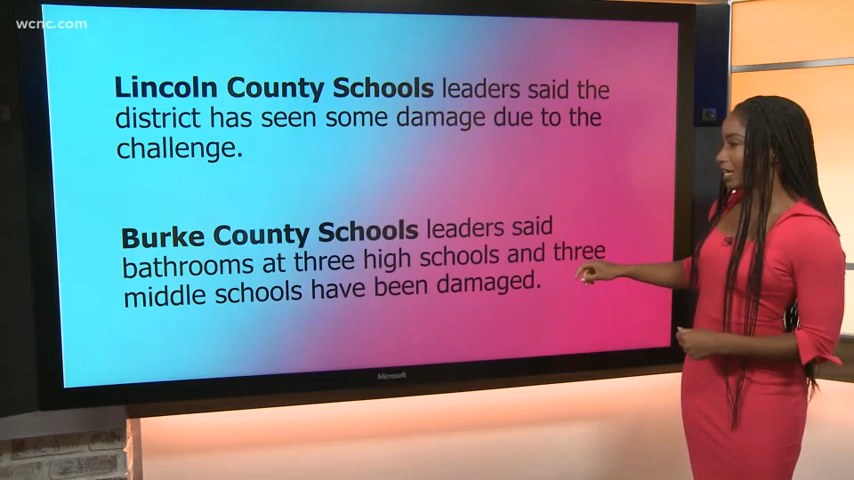 wcnc.com
Lincoln County Schools leaders said the
district has seen some damage due to the
challenge.
Burke County Schools leaders said
bathrooms at three high schools and three
middle schools have been damaged.
Microsoft